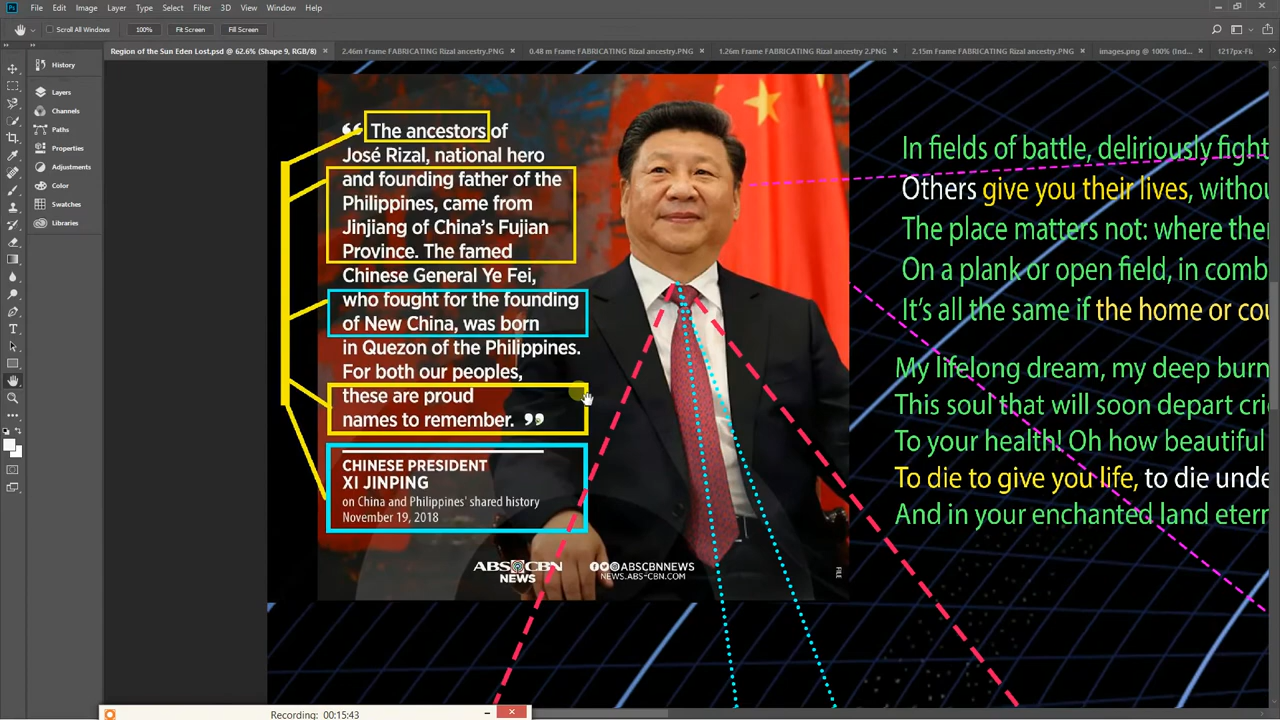 File Edit Image Layer Type Select Filter 3D View Window Help
Scroll All Windows 100% Fit Screen Fill Screen
Region of the Sun Eden Lost.psd @ 62.6% (Shape 9, RGB/8)
2.46m Frame FABRICATING Rizal ancestry.PNG
0.48 m Frame FABRICATING Rizal ancestry.PNG
1.26m Frame FABRICATING Rizal ancestry 2.PNG
2.15m Frame FABRICATING Rizal ancestry.PNG
images.png @ 100% (Ind...
1217px-Fl
History
Layers
Channels
Paths
Properties
Adjustments
Color
Swatches
Libraries
“ The ancestors of
José Rizal, national hero
and founding father of the
Philippines, came from
Jinjiang of China's Fujian
Province. The famed
Chinese General Ye Fei,
who fought for the founding
of New China, was born
in Quezon of the Philippines.
For both our peoples,
these are proud
names to remember. ”
CHINESE PRESIDENT
XI JINPING
on China and Philippines' shared history
November 19, 2018
ABS-CBN
NEWS
ABSCBNNEWS
NEWS.ABS-CBN.COM
FILE
In fields of battle, deliriously fight
Others give you their lives, withou
The place matters not: where the
On a plank or open field, in comb
It's all the same if the home or cou
My lifelong dream, my deep burn
This soul that will soon depart cri
To your health! Oh how beautiful
To die to give you life, to die unde
And in your enchanted land eter
Recording: 00:15:43